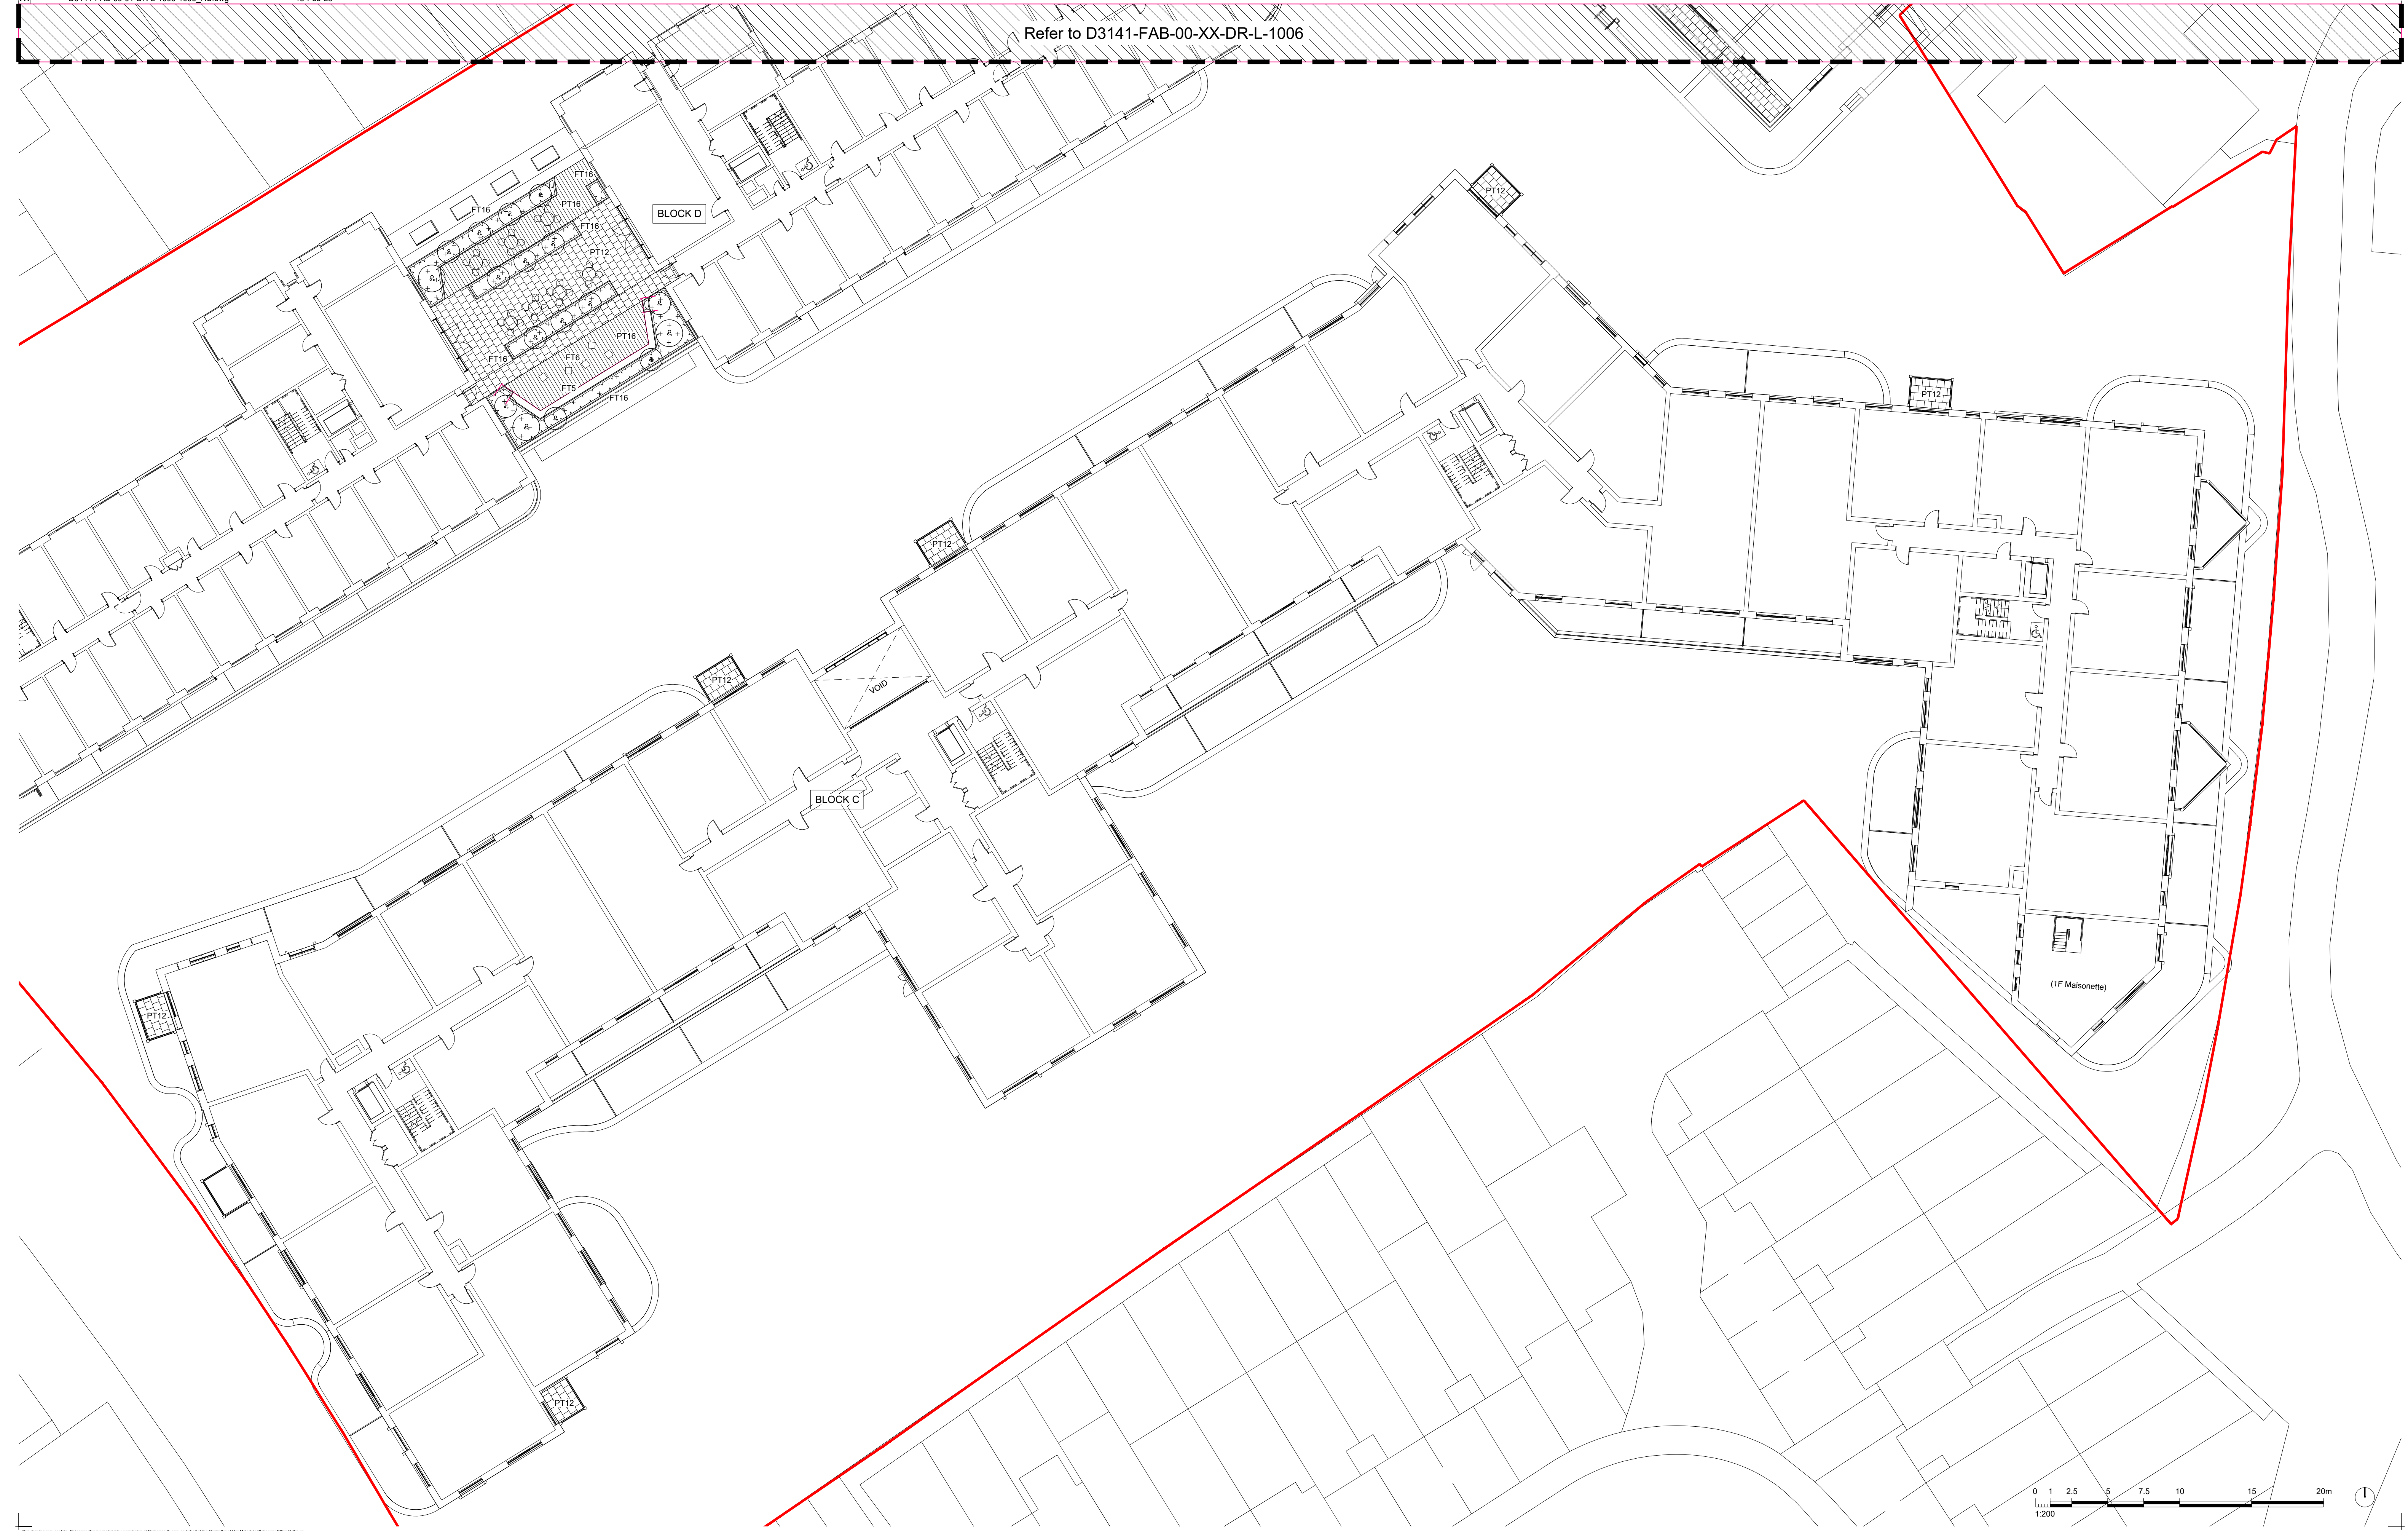 Refer to D3141-FAB-00-XX-DR-L-1006
FT16
PT12
FT16
PT16
BLOCK D
FT16
PT12
PT16
FT16
FT6
FT5
FT16
PT12
PT12
PT12
VOID
BLOCK C
(1F Maisonette)
PT12
PT12
0 1 2.5 5 7.5 10 15 20m
1:200